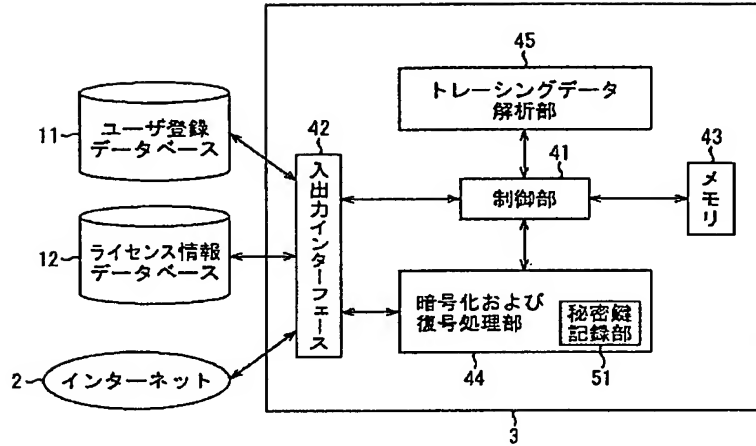 45
トレーシングデータ
解析部
11
ユーザ登録
データベース
42
入出力インターフェース
41
制御部
43
メモリ
12
ライセンス情報
データベース
暗号化および
復号処理部
秘密鍵
記録部
44
51
2
インターネット
3